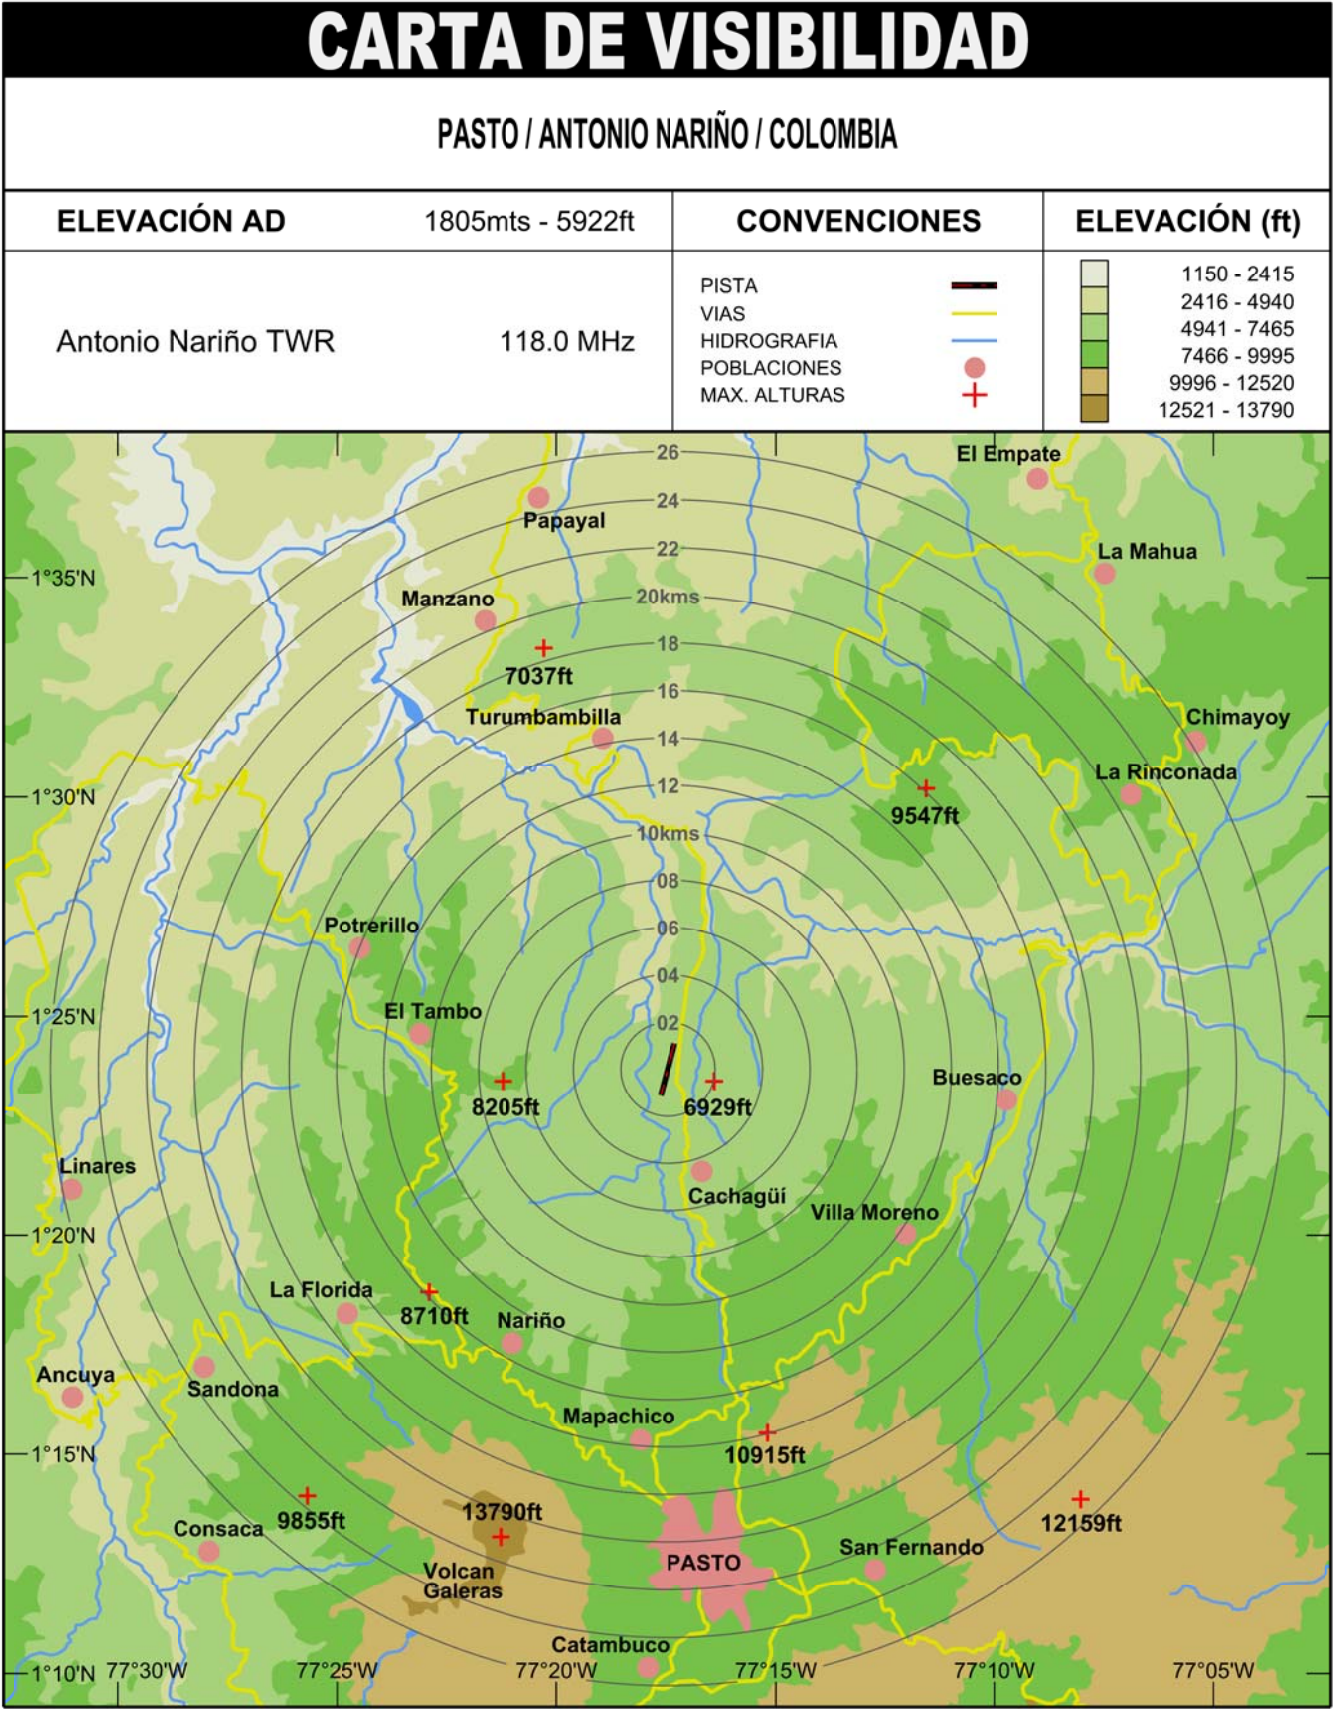 CARTA DE VISIBILIDAD
PASTO / ANTONIO NARIÑO / COLOMBIA
ELEVACIÓN AD 1805mts - 5922ft
Antonio Nariño TWR 118.0 MHz
CONVENCIONES
PISTA
VIAS
HIDROGRAFIA
POBLACIONES
MAX. ALTURAS
ELEVACIÓN (ft)
1150 - 2415
2416 - 4940
4941 - 7465
7466 - 9995
9996 - 12520
12521 - 13790
26
El Empate
24
Papayal
22
La Mahua
1°35'N
20kms
Manzano
18
7037ft
16
Turumbambilla
Chimayoy
14
La Rinconada
12
1°30'N
9547ft
10kms
08
Potrerillo
06
04
El Tambo
1°25'N
02
Buesaco
8205ft
6929ft
Linares
Cachagüí
Villa Moreno
1°20'N
La Florida
8710ft
Nariño
Ancuya
Sandona
Mapachico
1°15'N
10915ft
9855ft
13790ft
12159ft
Consaca
San Fernando
PASTO
Volcan
Galeras
Catambuco
1°10'N
77°30'W
77°25'W
77°20'W
77°15'W
77°10'W
77°05'W